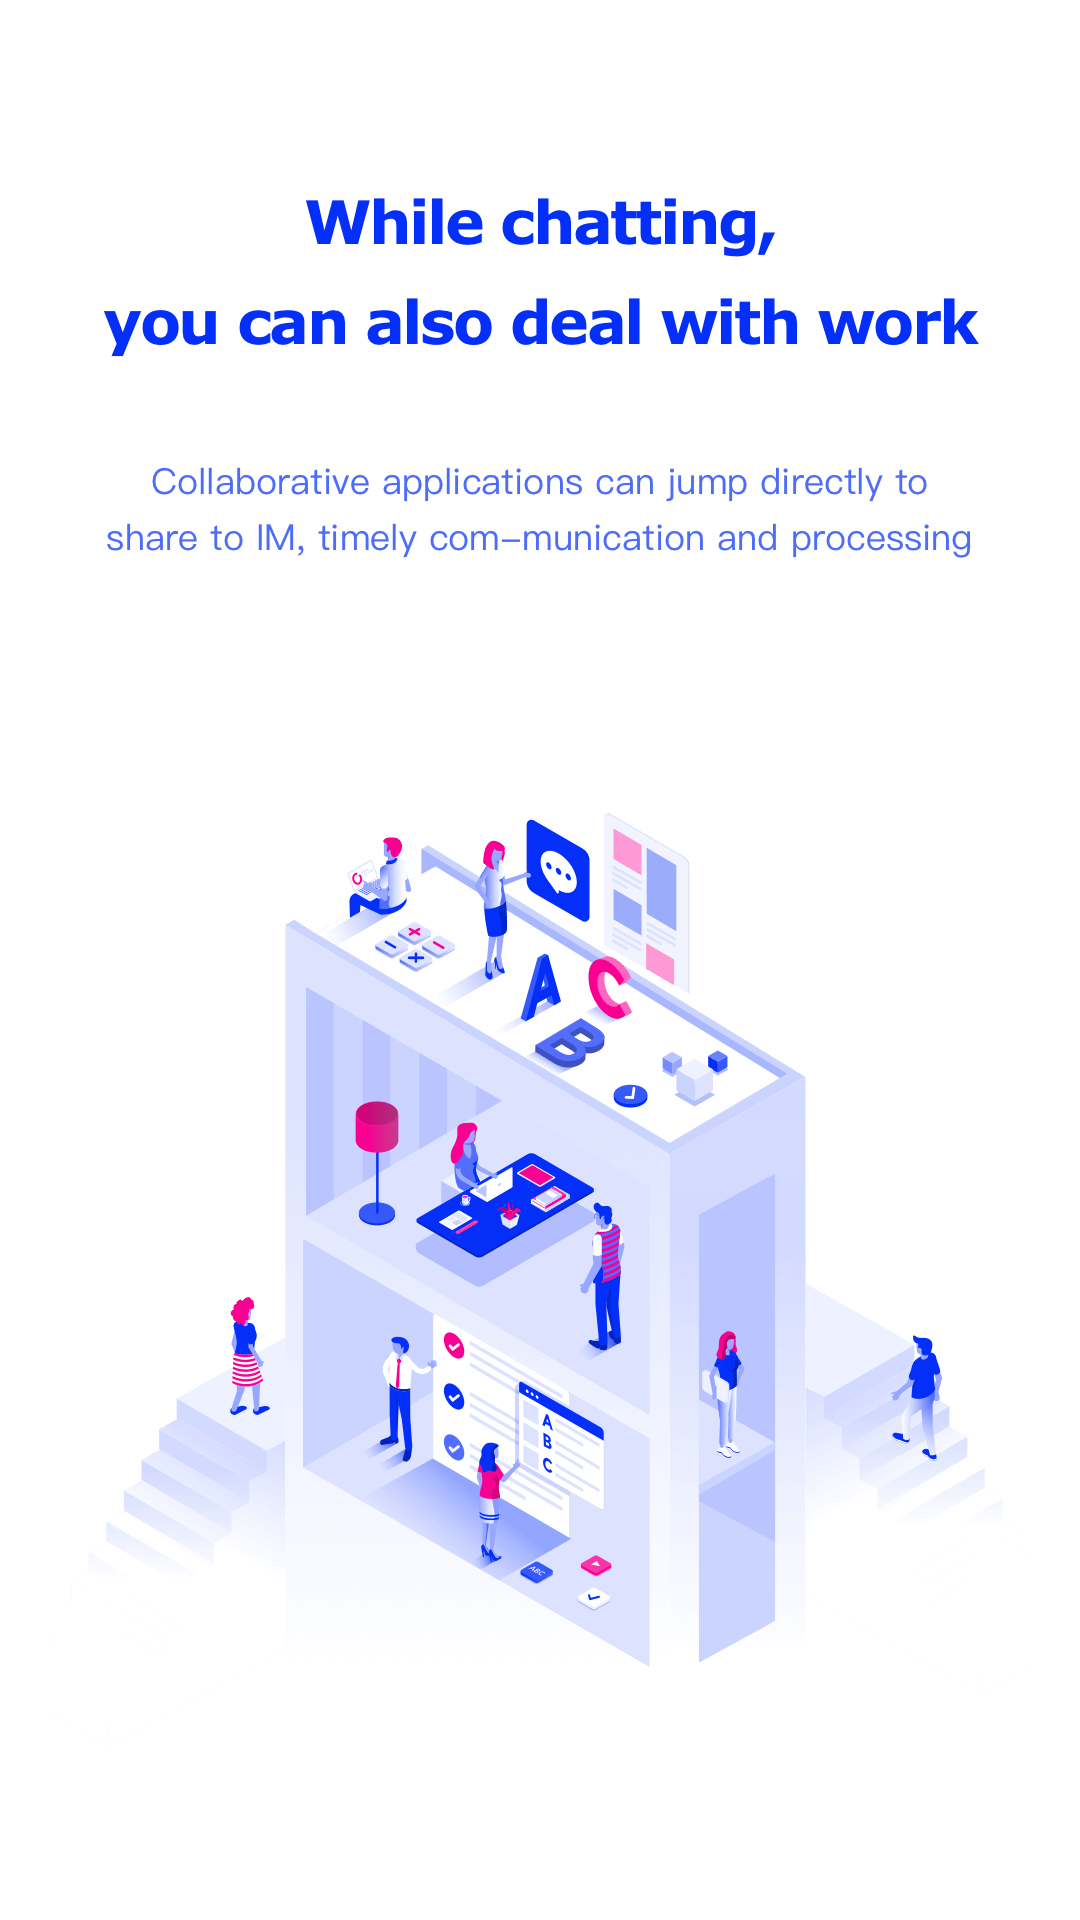 While chatting,
you can also deal with work
Collaborative applications can jump directly to
share to IM, timely com–munication and processing
A
C
B
A
B
C
ABC